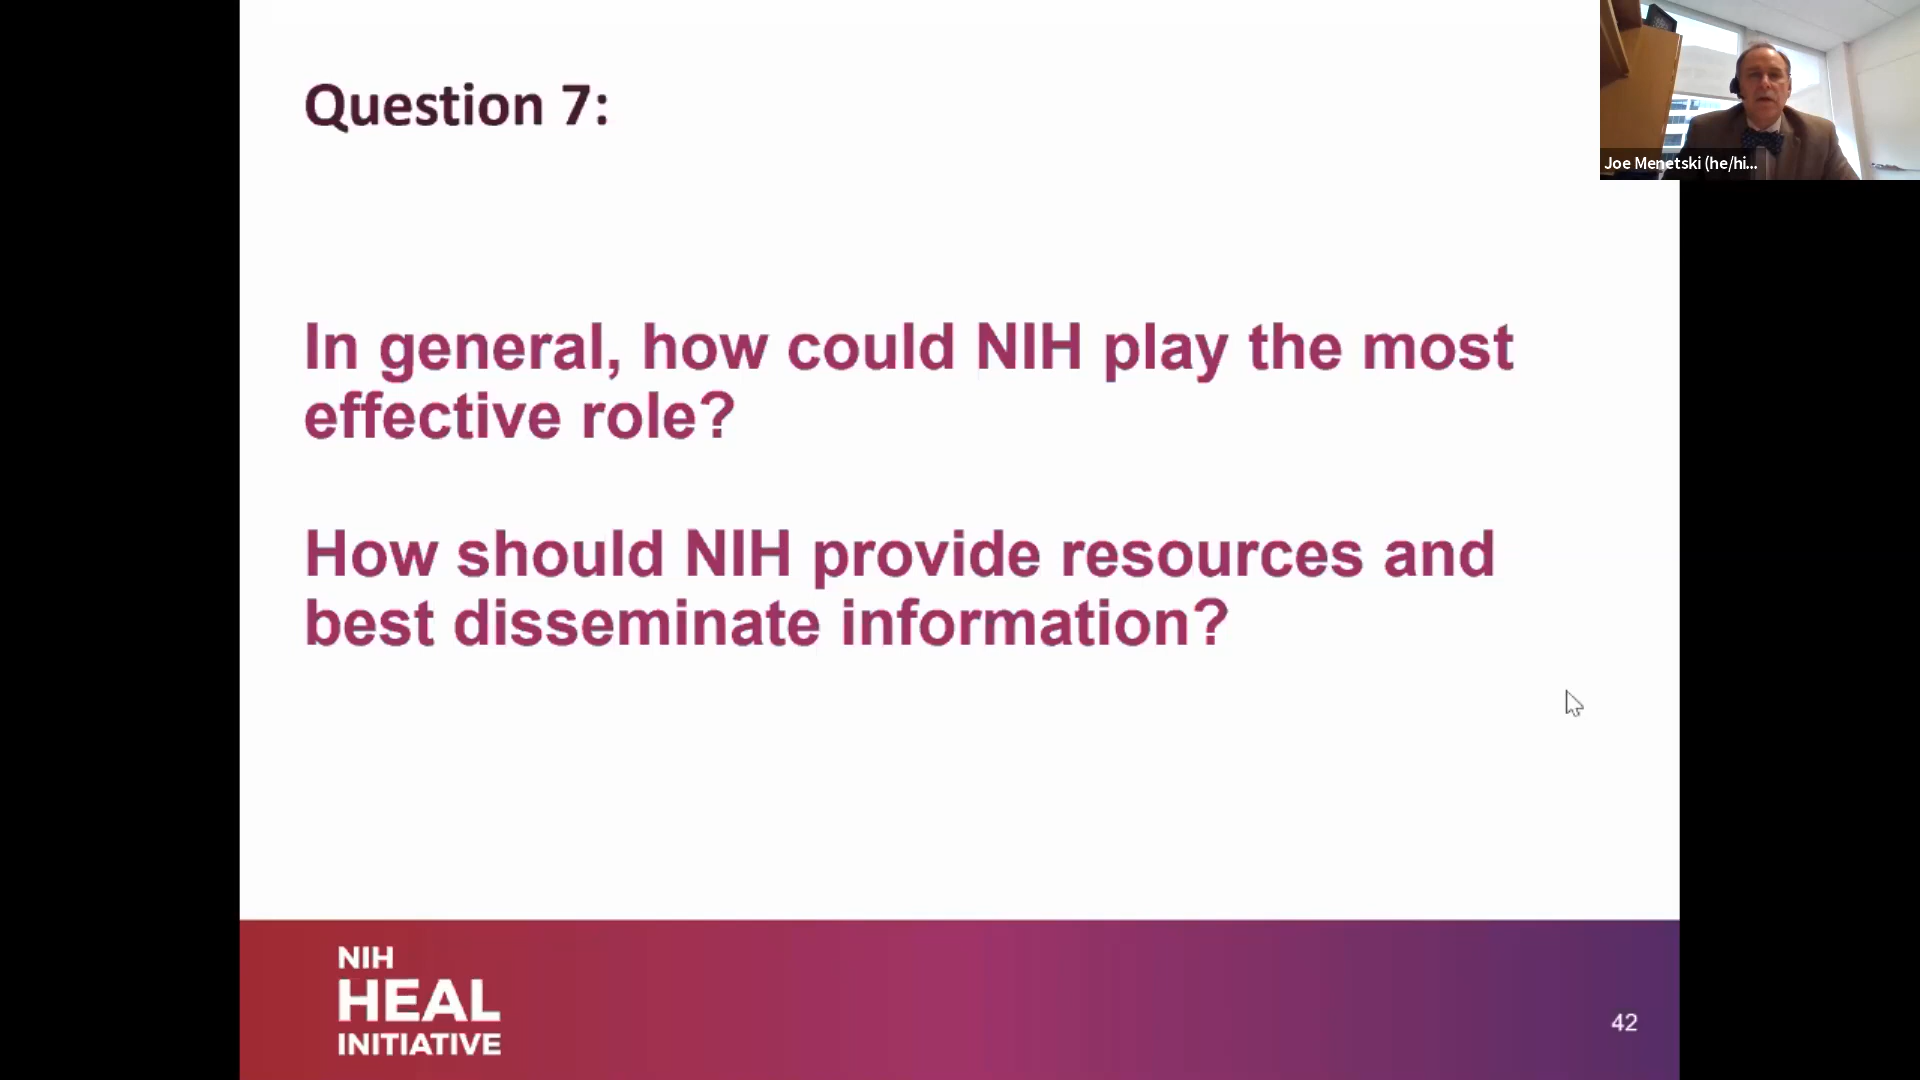 Question 7:
Joe Menetski (he/hi...
In general, how could NIH play the most
effective role?
How should NIH provide resources and
best disseminate information?
NIH
HEAL
INITIATIVE
42